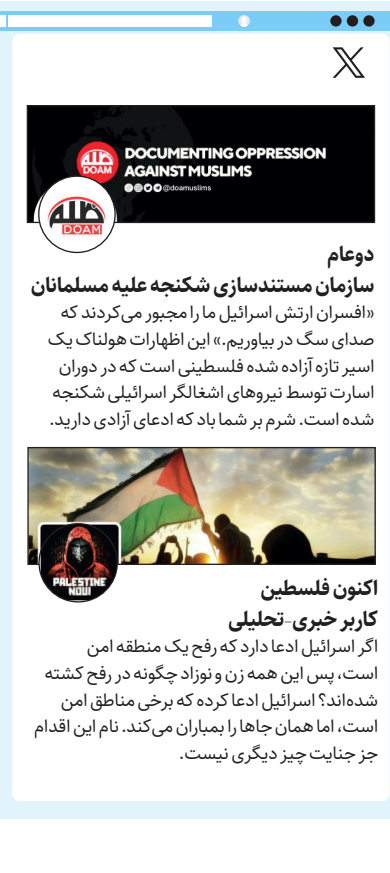 DOAM
DOCUMENTING OPPRESSION
AGAINST MUSLIMS
@doamuslims
DOAM
دوعام
سازمان مستندسازی شکنجه علیه مسلمانان
«افسران ارتش اسرائیل ما را مجبور می‌کردند که
صدای سگ در بیاوریم.» این اظهارات هولناک یک
اسیر تازه آزاده شده فلسطینی است که در دوران
اسارت توسط نیروهای اشغالگر اسرائیلی شکنجه
شده است. شرم بر شما باد که ادعای آزادی دارید.
PALESTINE
NOW!
اکنون فلسطین
کاربر خبری-تحلیلی
اگر اسرائیل ادعا دارد که رفح یک منطقه امن
است، پس این همه زن و نوزاد چگونه در رفح کشته
شده‌اند؟ اسرائیل ادعا کرده که برخی مناطق امن
است، اما همان جاها را بمباران می‌کند. نام این اقدام
جز جنایت چیز دیگری نیست.